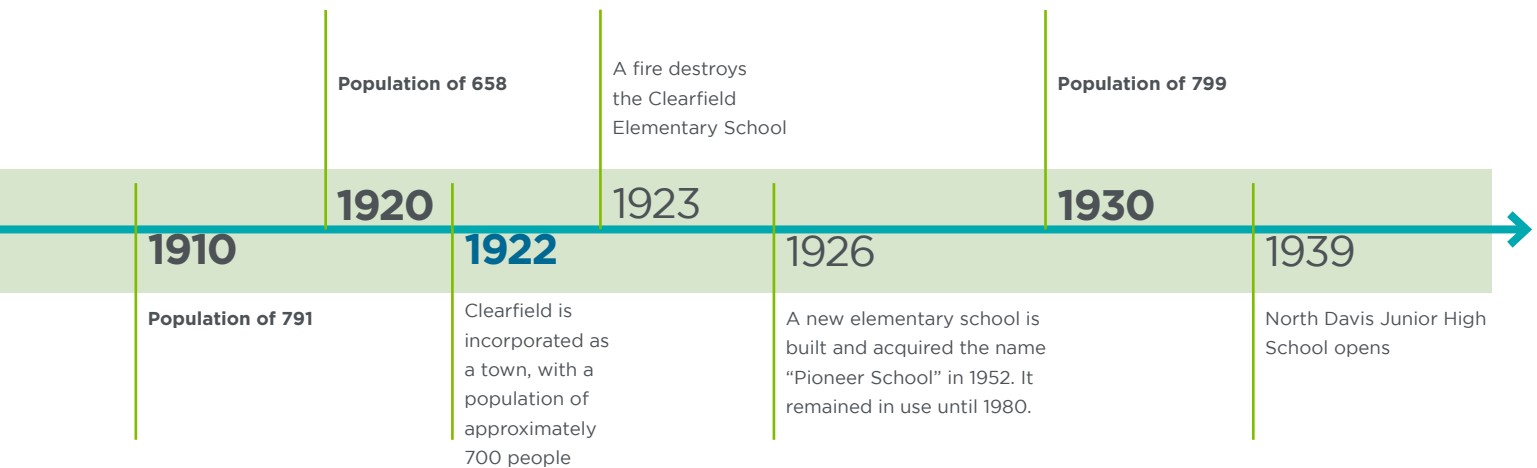 1910
Population of 791
1920
Population of 658
1922
Clearfield is
incorporated as
a town, with a
population of
approximately
700 people
1923
A fire destroys
the Clearfield
Elementary School
1926
A new elementary school is
built and acquired the name
“Pioneer School” in 1952. It
remained in use until 1980.
1930
Population of 799
1939
North Davis Junior High
School opens